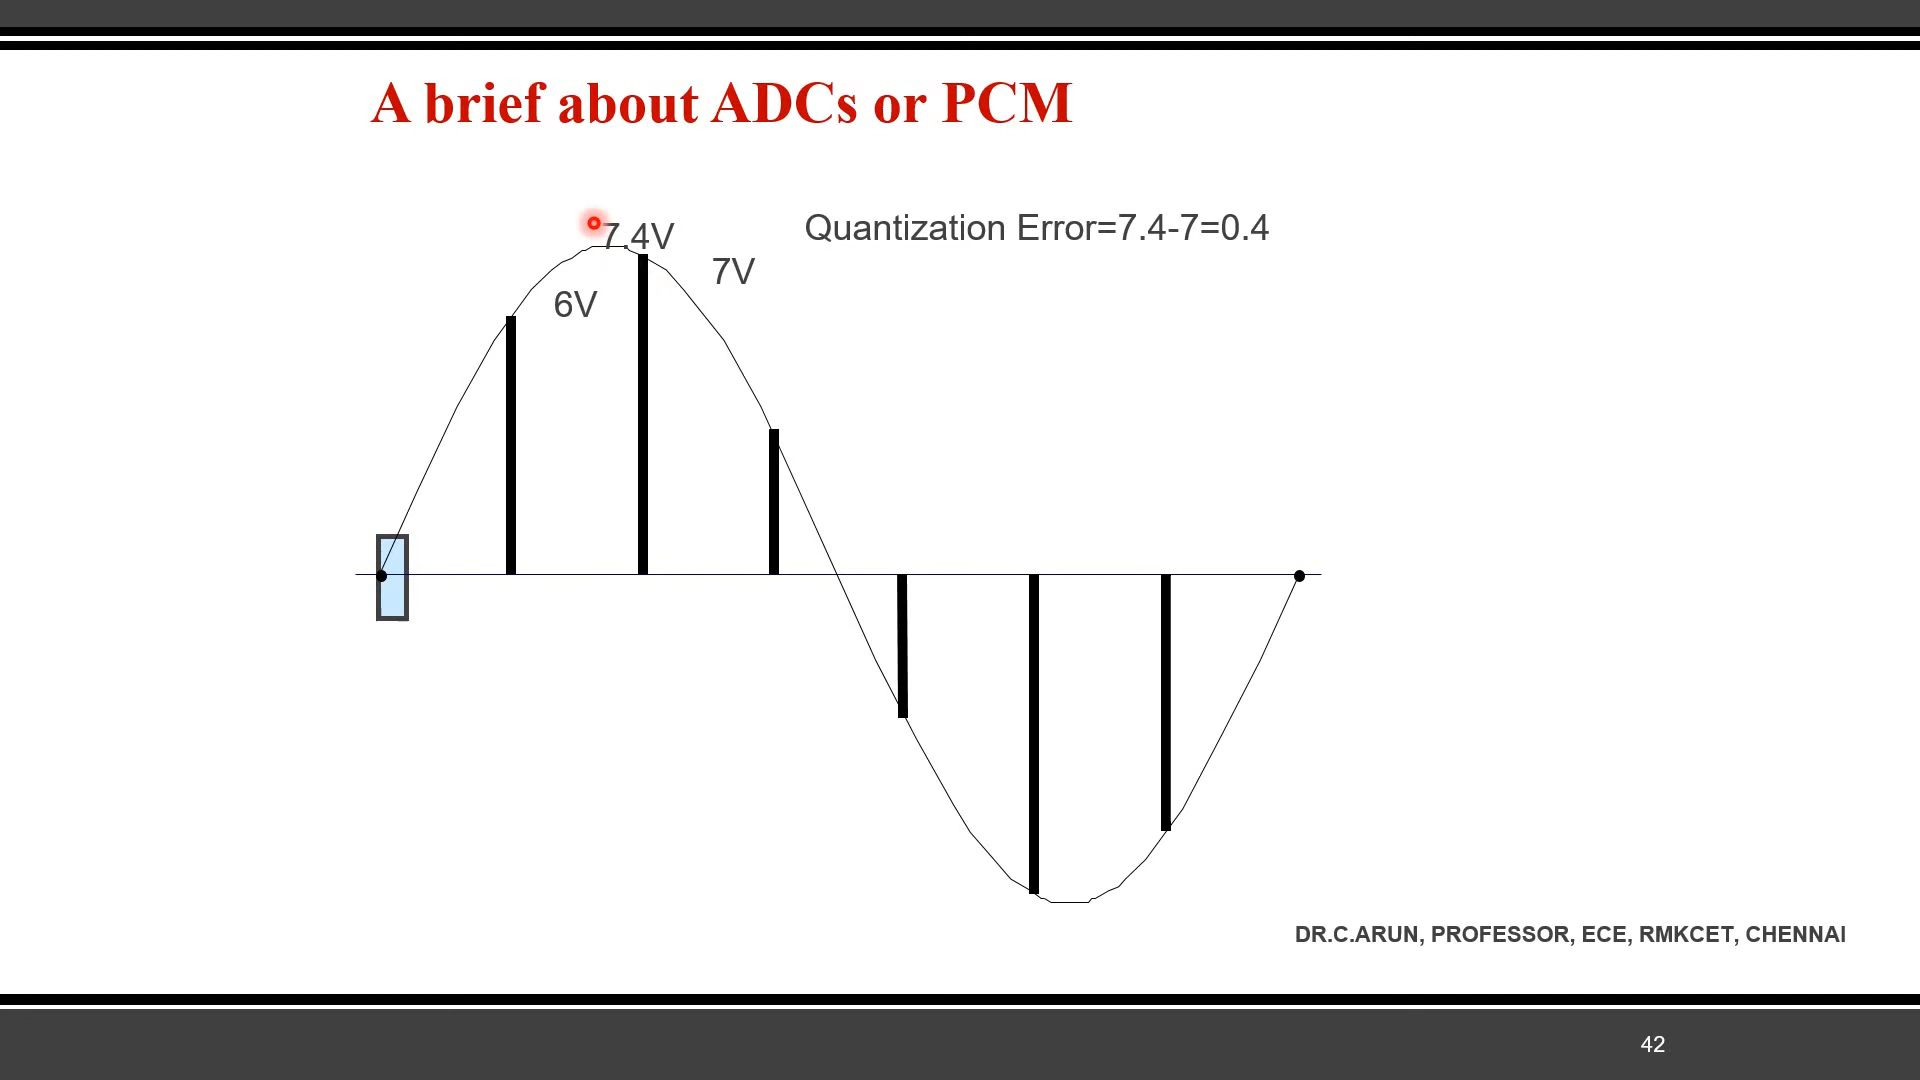 A brief about ADCs or PCM
7.4V
Quantization Error=7.4-7=0.4
7V
6V
DR.C.ARUN, PROFESSOR, ECE, RMKCET, CHENNAI
42